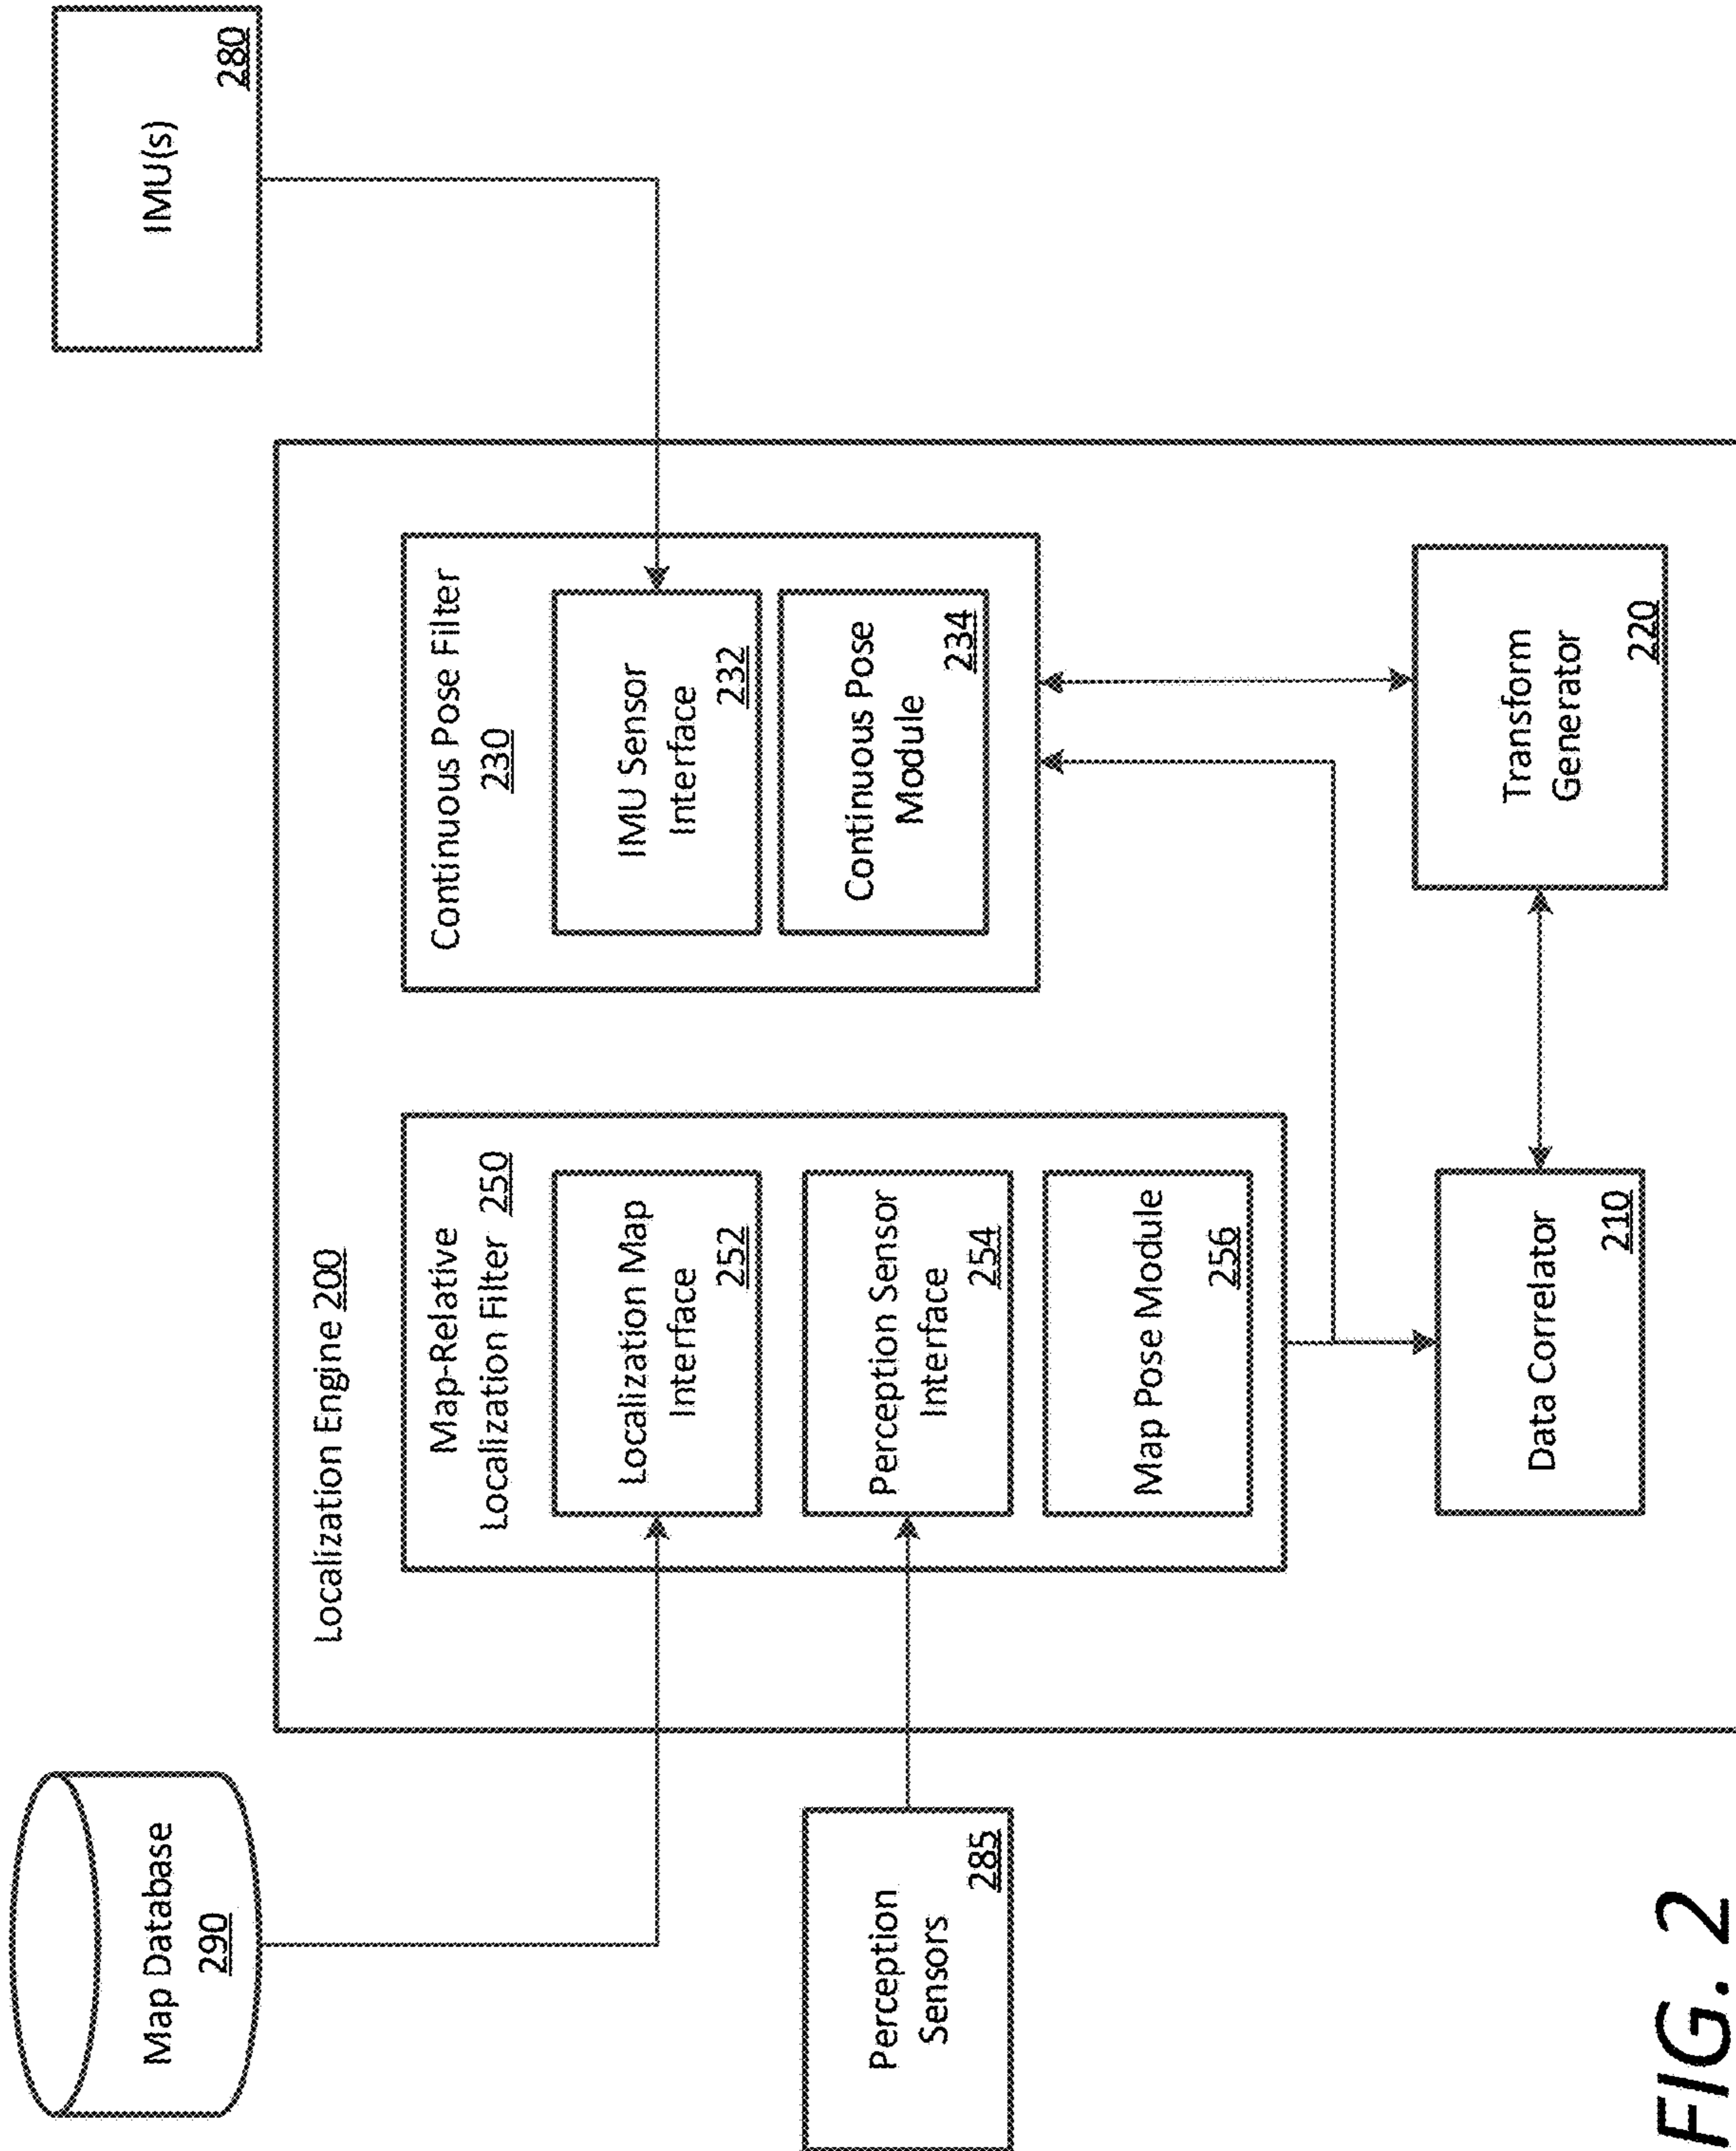 Map Database
290
IMU(s)
280
Localization Engine 200
Map-Relative
Localization Filter 250
Localization Map
Interface
252
Perception Sensor
Interface
254
Map Pose Module
256
Continuous Pose Filter
230
IMU Sensor
Interface
232
Continuous Pose
Module
234
Perception
Sensors
285
Data Correlator
210
Transform
Generator
220
FIG. 2